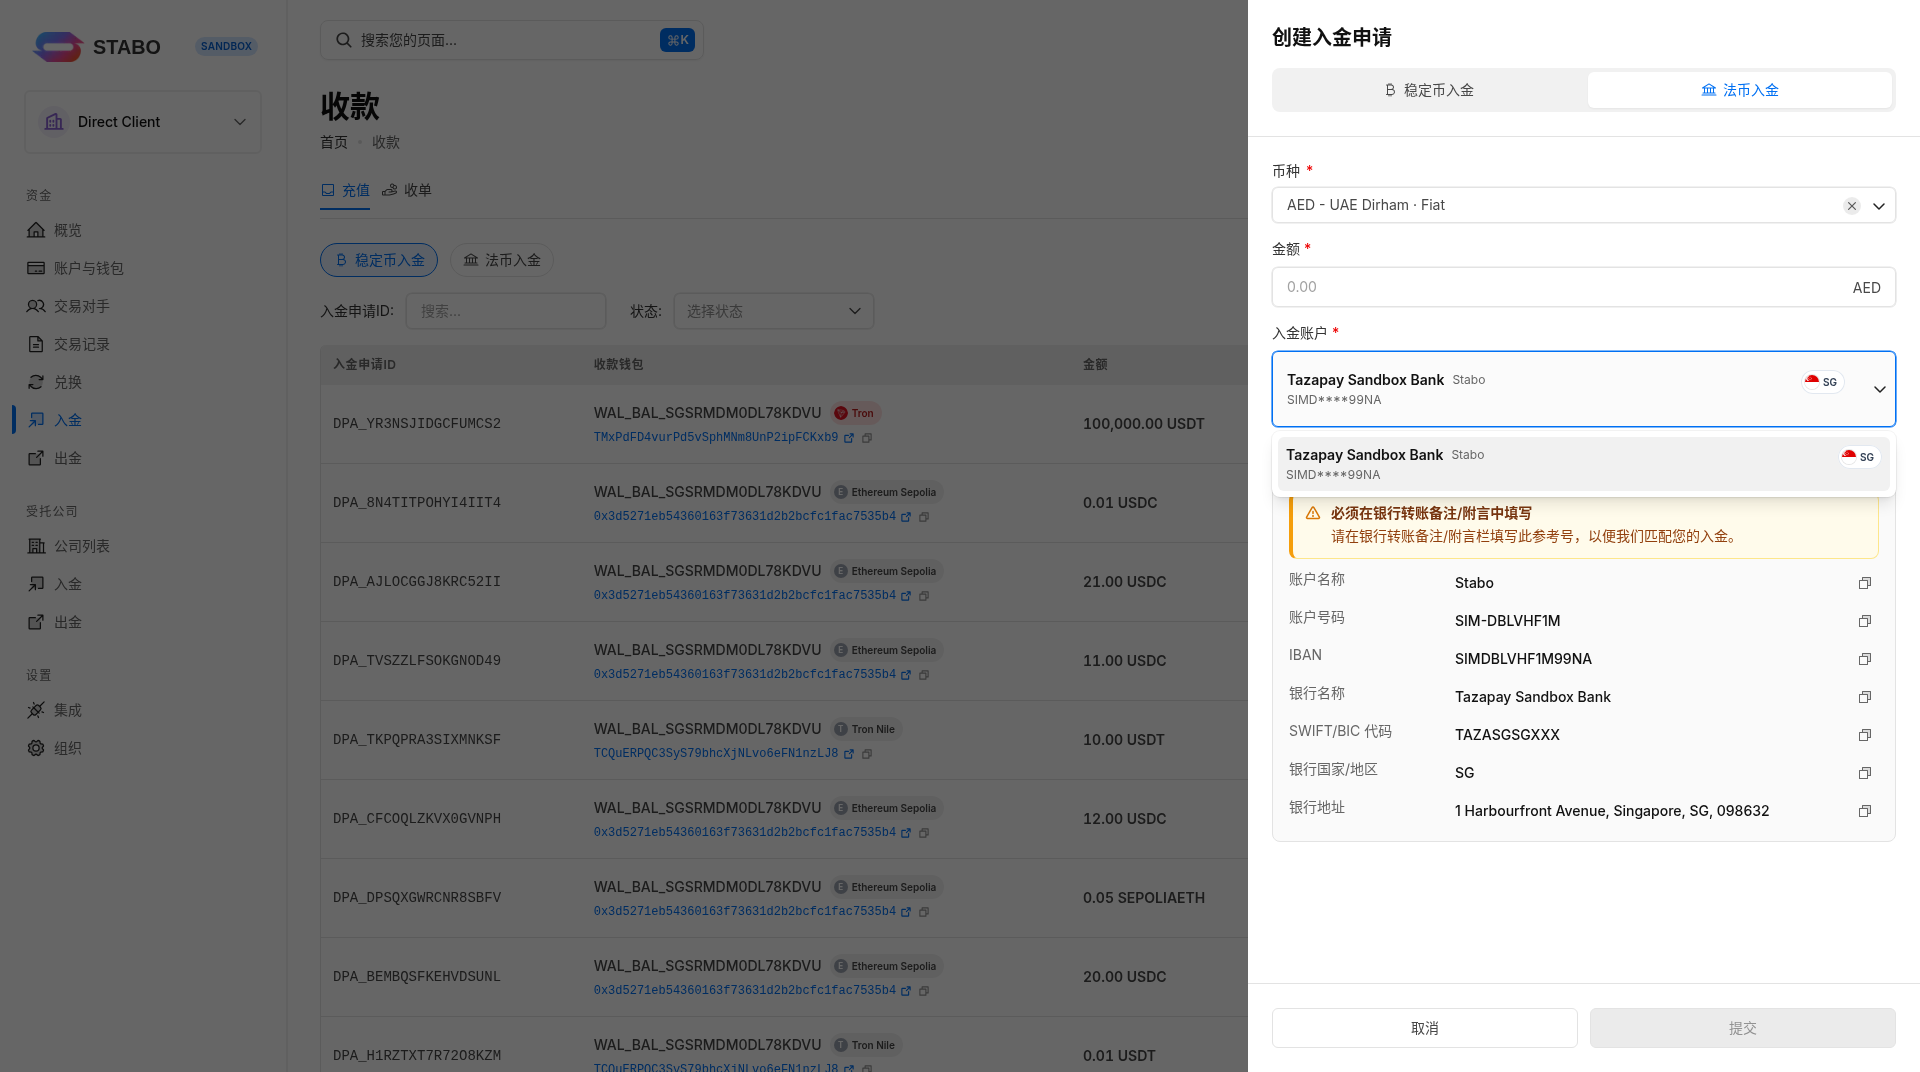 STABO
SANDBOX
Direct Client
资金
概览
账户与钱包
交易对手
交易记录
兑换
入金
出金
受托公司
公司列表
入金
出金
设置
集成
组织
搜索您的页面...
⌘K
收款
首页 • 收款
充值
收单
稳定币入金
法币入金
入金申请ID:
搜索...
状态:
选择状态
入金申请ID 收款钱包 金额
DPA_YR3NSJIDGCFUMCS2 WAL_BAL_SGSRMDM0DL78KDVU Tron 100,000.00 USDT
TMxPdFD4vurPd5vSphMNm8UnP2ipFCKxb9
DPA_8N4TITPOHYI4IIT4 WAL_BAL_SGSRMDM0DL78KDVU E Ethereum Sepolia 0.01 USDC
0x3d5271eb54360163f73631d2b2bcfc1fac7535b4
DPA_AJLOCGGJ8KRC52II WAL_BAL_SGSRMDM0DL78KDVU E Ethereum Sepolia 21.00 USDC
0x3d5271eb54360163f73631d2b2bcfc1fac7535b4
DPA_TVSZZLFSOKGNOD49 WAL_BAL_SGSRMDM0DL78KDVU E Ethereum Sepolia 11.00 USDC
0x3d5271eb54360163f73631d2b2bcfc1fac7535b4
DPA_TKPQPRA3SIXMNKSF WAL_BAL_SGSRMDM0DL78KDVU T Tron Nile 10.00 USDT
TCQuERPQC3SyS79bhcXjNLvo6eFN1nzLJ8
DPA_CFCOQLZKVX0GVNPH WAL_BAL_SGSRMDM0DL78KDVU E Ethereum Sepolia 12.00 USDC
0x3d5271eb54360163f73631d2b2bcfc1fac7535b4
DPA_DPSQXGWRCNR8SBFV WAL_BAL_SGSRMDM0DL78KDVU E Ethereum Sepolia 0.05 SEPOLIAETH
0x3d5271eb54360163f73631d2b2bcfc1fac7535b4
DPA_BEMBQSFKEHVDSUNL WAL_BAL_SGSRMDM0DL78KDVU E Ethereum Sepolia 20.00 USDC
0x3d5271eb54360163f73631d2b2bcfc1fac7535b4
DPA_H1RZTXT7R72O8KZM WAL_BAL_SGSRMDM0DL78KDVU T Tron Nile 0.01 USDT
TCQuERPQC3SyS79bhcXjNLvo6eFN1nzLJ8
创建入金申请
稳定币入金
法币入金
币种 *
AED - UAE Dirham · Fiat
金额 *
0.00 AED
入金账户 *
Tazapay Sandbox Bank Stabo SG
SIMD****99NA
Tazapay Sandbox Bank Stabo SG
SIMD****99NA
必须在银行转账备注/附言中填写
请在银行转账备注/附言栏填写此参考号，以便我们匹配您的入金。
账户名称 Stabo
账户号码 SIM-DBLVHF1M
IBAN SIMDBLVHF1M99NA
银行名称 Tazapay Sandbox Bank
SWIFT/BIC 代码 TAZASGSGXXX
银行国家/地区 SG
银行地址 1 Harbourfront Avenue, Singapore, SG, 098632
取消
提交